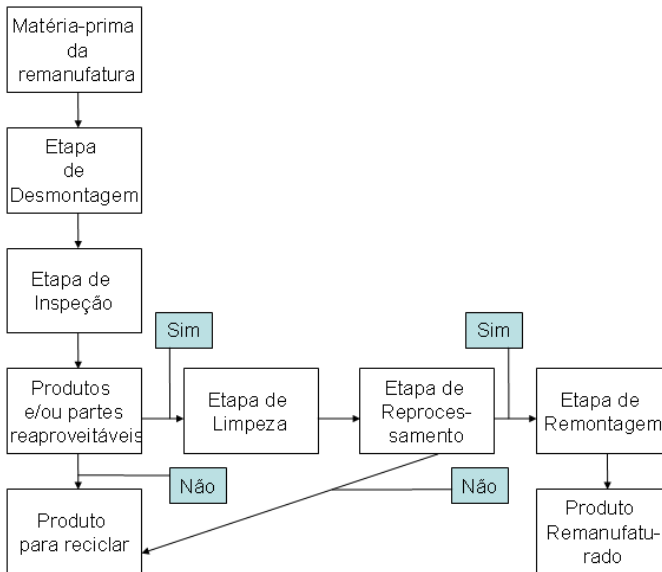 Matéria-prima
da
remanufatura
Etapa
de
Desmontagem
Etapa de
Inspeção
Sim
Sim
Produtos
e/ou partes
reaproveitáveis
Etapa de
Limpeza
Etapa de
Reproces-
samento
Etapa de
Remontagem
Não
Não
Produto
para reciclar
Produto
Remanufatu-
rado